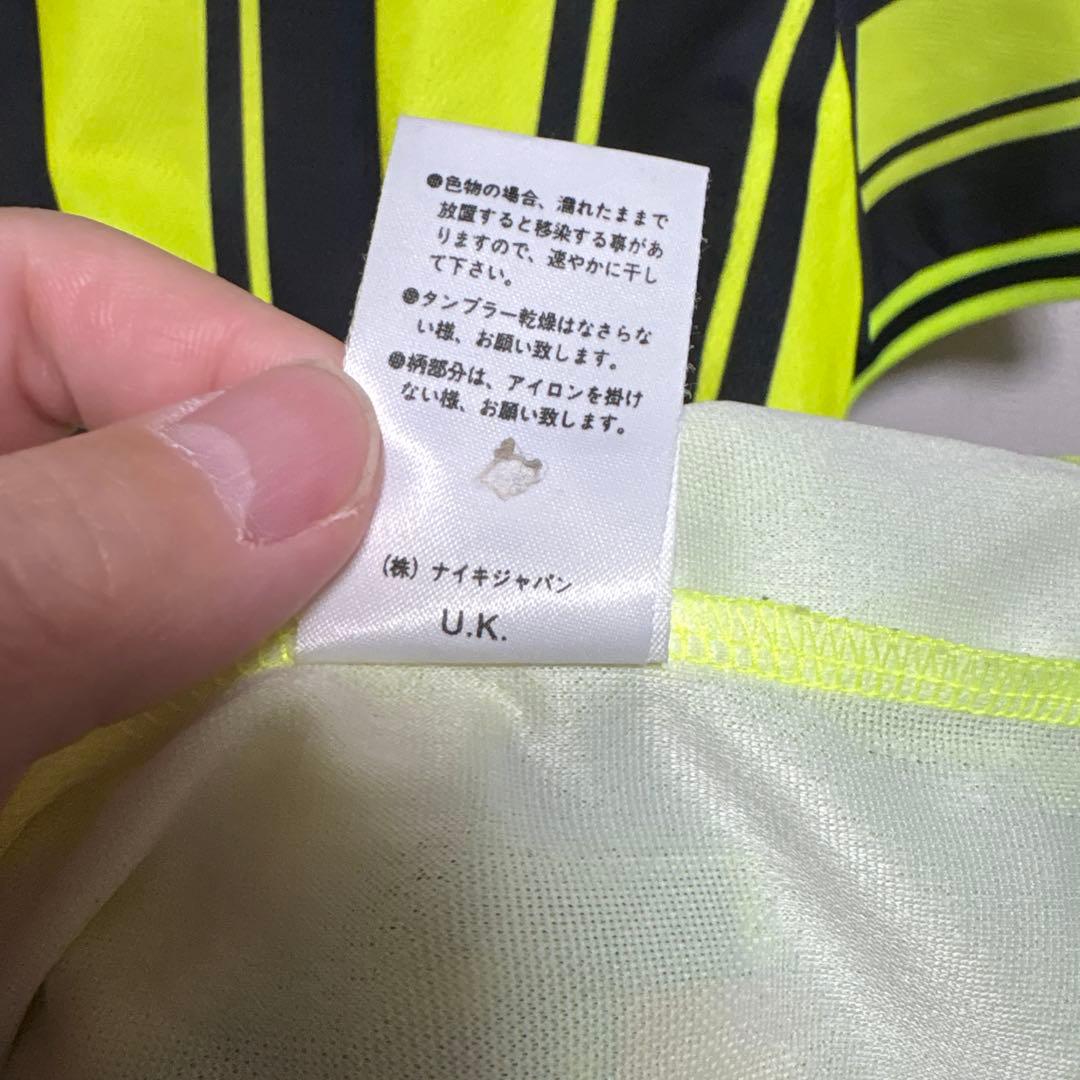 ●色物の場合、濡れたままで
放置すると移染する事があ
りますので、速やかに干し
て下さい。
●タンブラー乾燥はなさらな
い様、お願い致します。
●柄部分は、アイロンを掛け
ない様、お願い致します。
(株) ナイキジャパン
U.K.